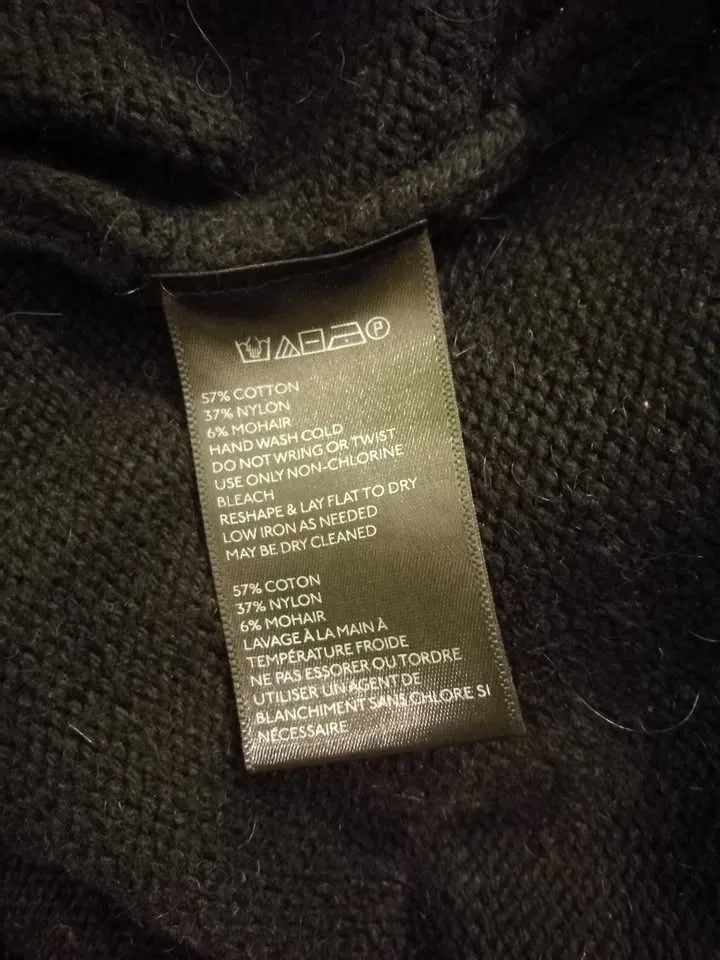 P
57% COTTON
37% NYLON
6% MOHAIR
HAND WASH COLD
DO NOT WRING OR TWIST
USE ONLY NON-CHLORINE
BLEACH
RESHAPE & LAY FLAT TO DRY
LOW IRON AS NEEDED
MAY BE DRY CLEANED
57% COTON
37% NYLON
6% MOHAIR
LAVAGE À LA MAIN À
TEMPÉRATURE FROIDE
NE PAS ESSORER OU TORDRE
UTILISER UN AGENT DE
BLANCHIMENT SANS CHLORE SI
NÉCESSAIRE